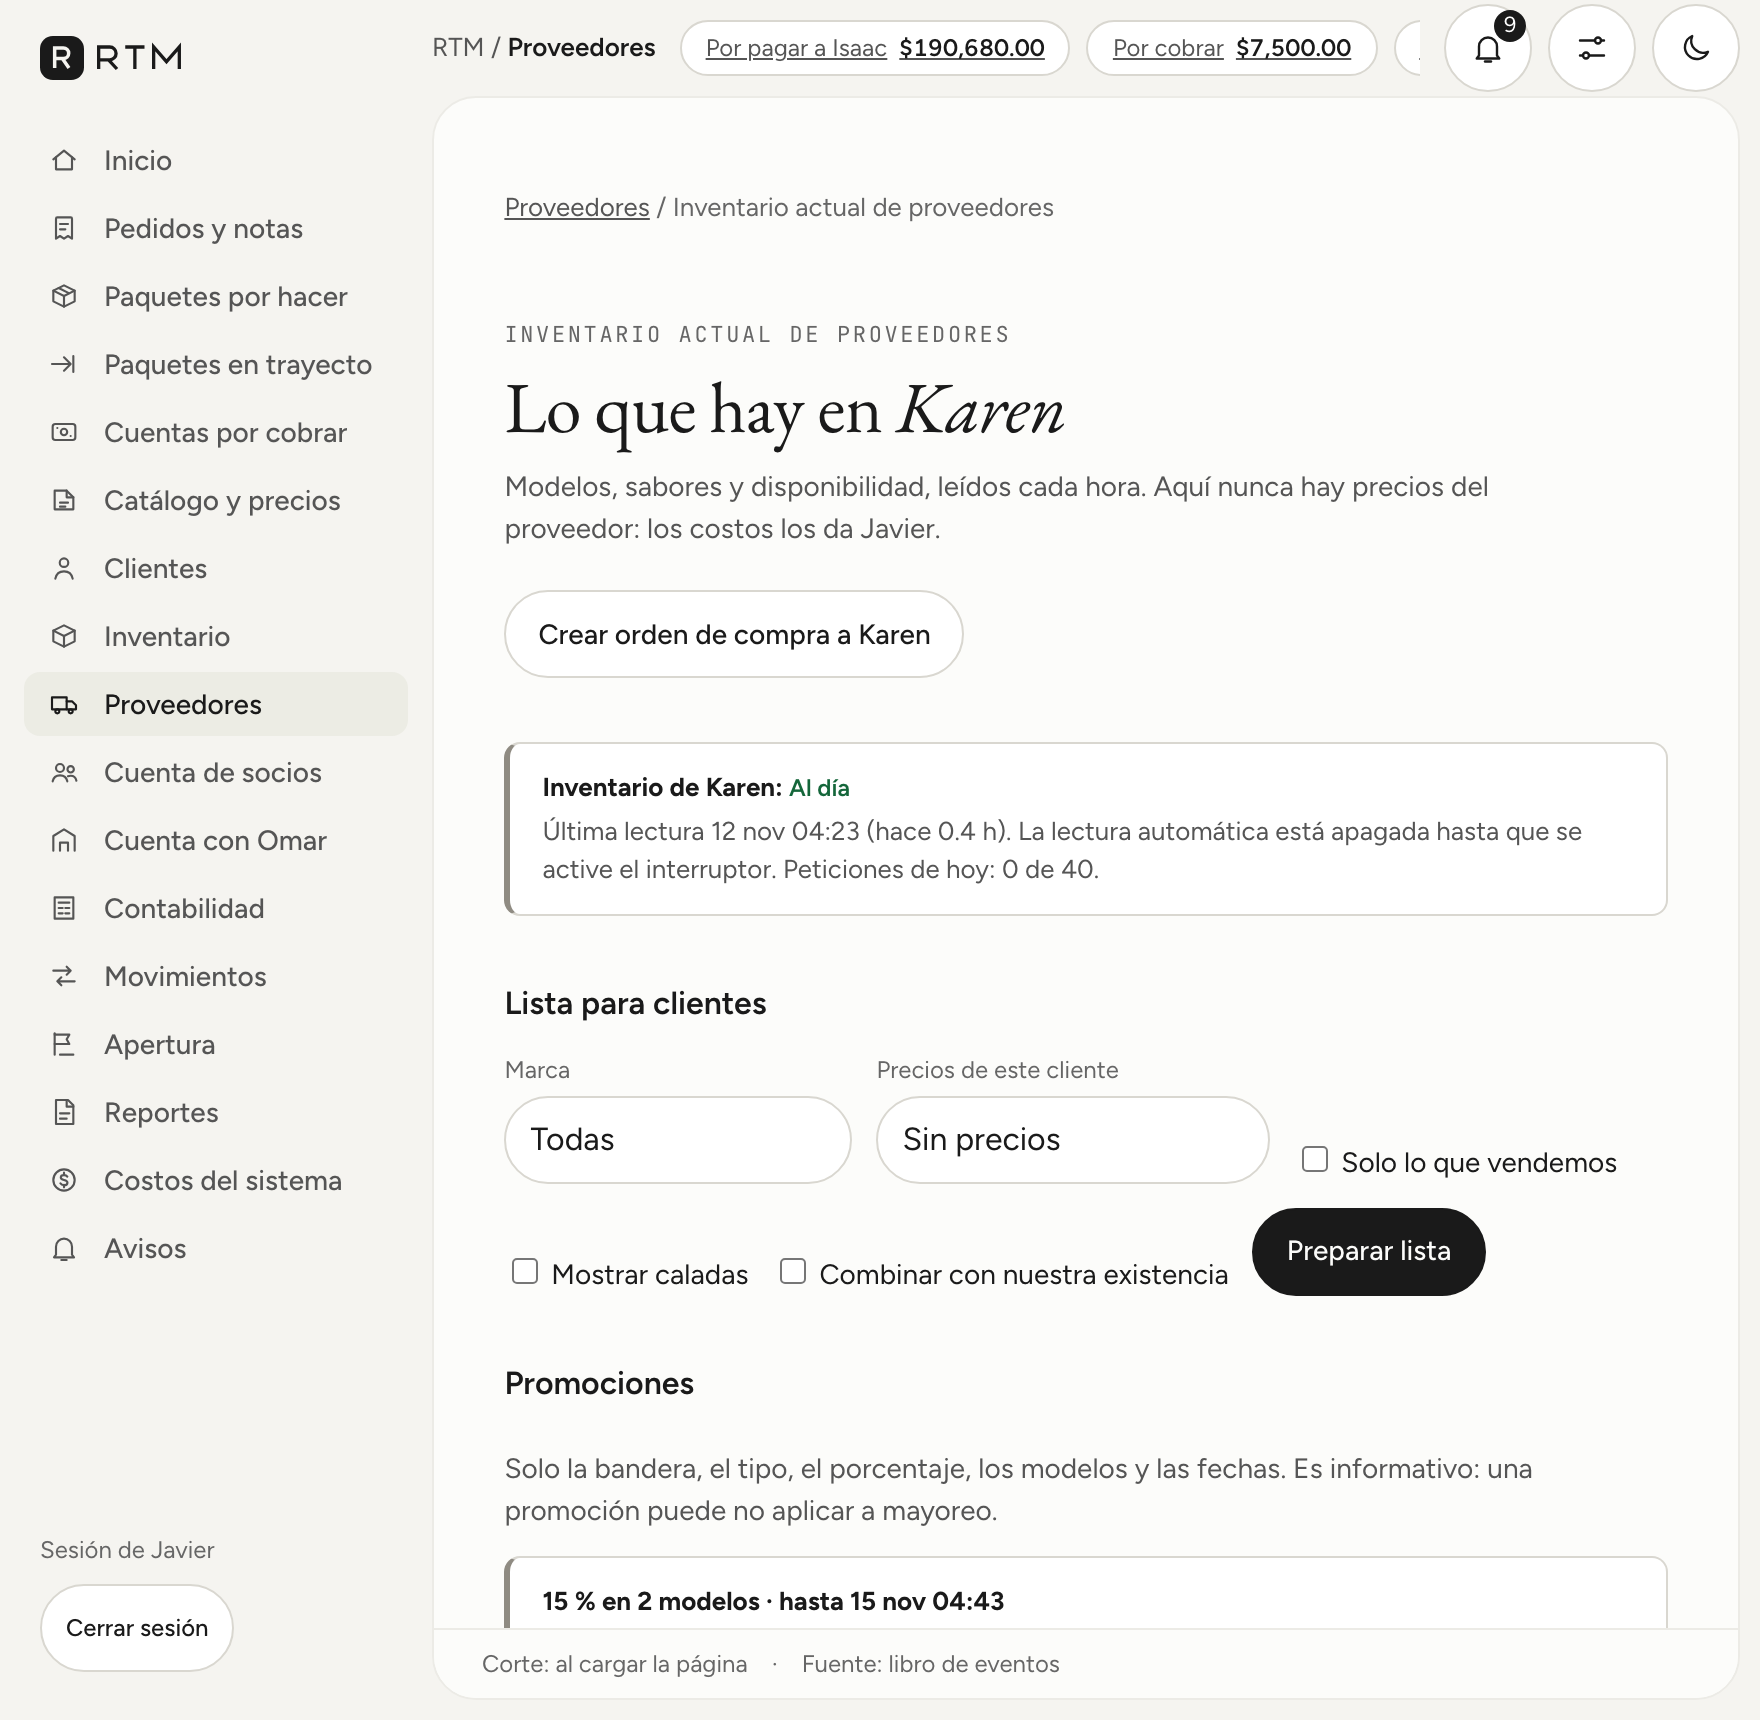 R RTM
RTM / Proveedores
Por pagar a Isaac $190,680.00
Por cobrar $7,500.00
9
Inicio
Pedidos y notas
Paquetes por hacer
Paquetes en trayecto
Cuentas por cobrar
Catálogo y precios
Clientes
Inventario
Proveedores
Cuenta de socios
Cuenta con Omar
Contabilidad
Movimientos
Apertura
Reportes
Costos del sistema
Avisos
Sesión de Javier
Cerrar sesión
Proveedores / Inventario actual de proveedores
INVENTARIO ACTUAL DE PROVEEDORES
Lo que hay en Karen
Modelos, sabores y disponibilidad, leídos cada hora. Aquí nunca hay precios del
proveedor: los costos los da Javier.
Crear orden de compra a Karen
Inventario de Karen: Al día
Última lectura 12 nov 04:23 (hace 0.4 h). La lectura automática está apagada hasta que se
active el interruptor. Peticiones de hoy: 0 de 40.
Lista para clientes
Marca
Precios de este cliente
Todas
Sin precios
Solo lo que vendemos
Mostrar caladas
Combinar con nuestra existencia
Preparar lista
Promociones
Solo la bandera, el tipo, el porcentaje, los modelos y las fechas. Es informativo: una
promoción puede no aplicar a mayoreo.
15 % en 2 modelos · hasta 15 nov 04:43
Corte: al cargar la página · Fuente: libro de eventos